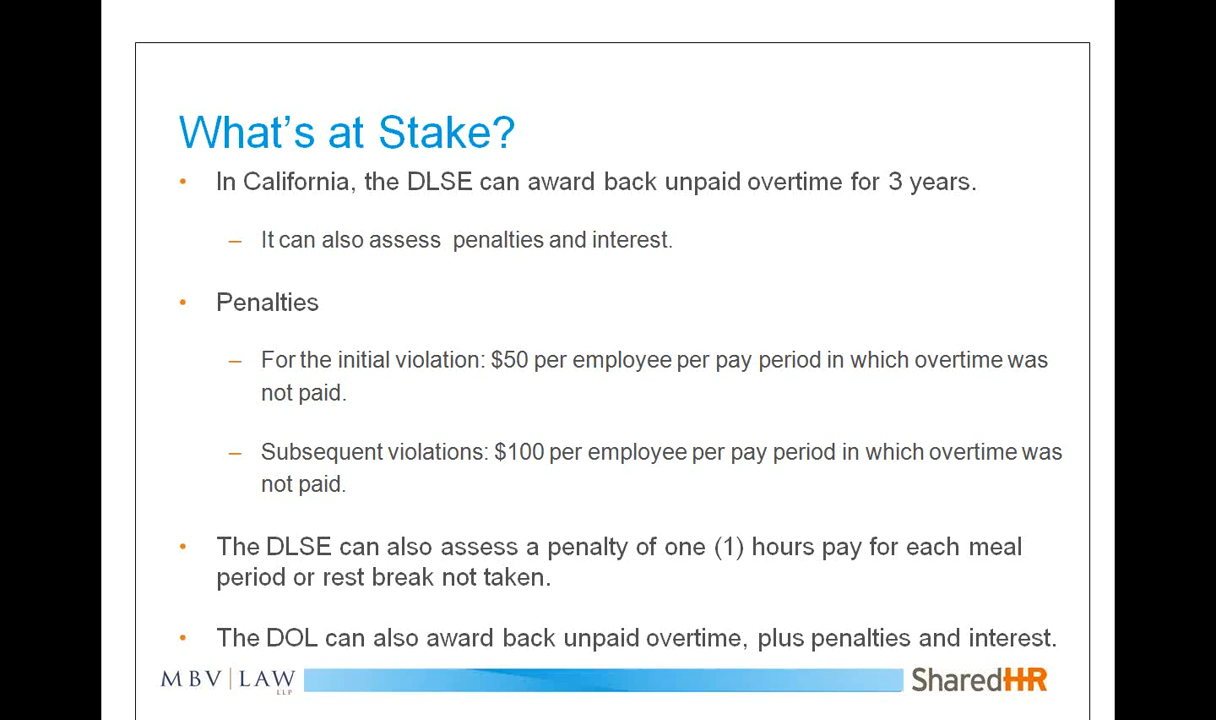 What's at Stake?
• In California, the DLSE can award back unpaid overtime for 3 years.
– It can also assess penalties and interest.
• Penalties
– For the initial violation: $50 per employee per pay period in which overtime was
not paid.
– Subsequent violations: $100 per employee per pay period in which overtime was
not paid.
• The DLSE can also assess a penalty of one (1) hours pay for each meal
period or rest break not taken.
• The DOL can also award back unpaid overtime, plus penalties and interest.
MBV|LAW LLP SharedHR